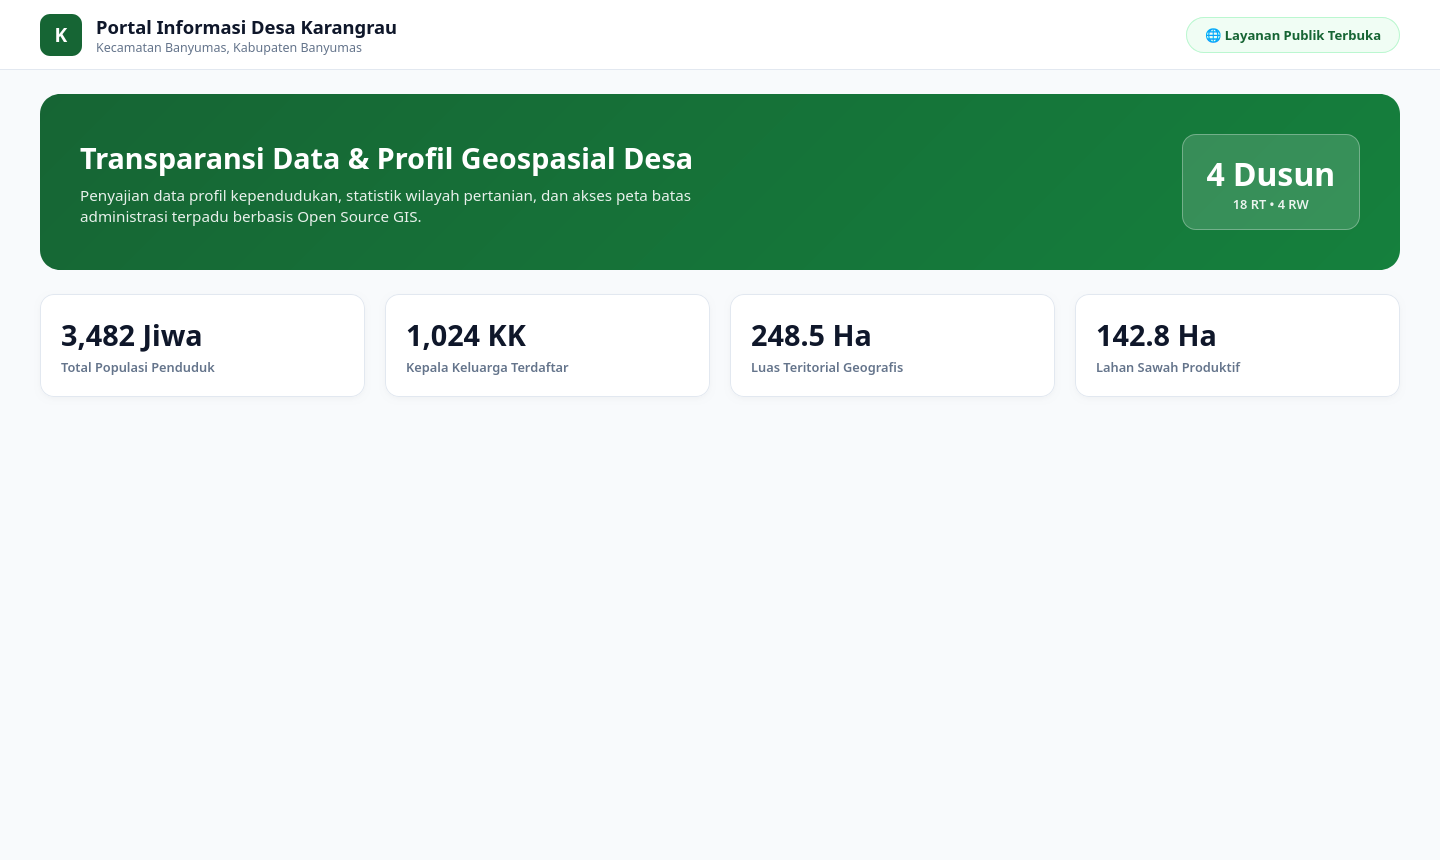 K
Portal Informasi Desa Karangrau
Kecamatan Banyumas, Kabupaten Banyumas
🌐 Layanan Publik Terbuka
Transparansi Data & Profil Geospasial Desa
Penyajian data profil kependudukan, statistik wilayah pertanian, dan akses peta batas
administrasi terpadu berbasis Open Source GIS.
4 Dusun
18 RT • 4 RW
3,482 Jiwa
Total Populasi Penduduk
1,024 KK
Kepala Keluarga Terdaftar
248.5 Ha
Luas Teritorial Geografis
142.8 Ha
Lahan Sawah Produktif